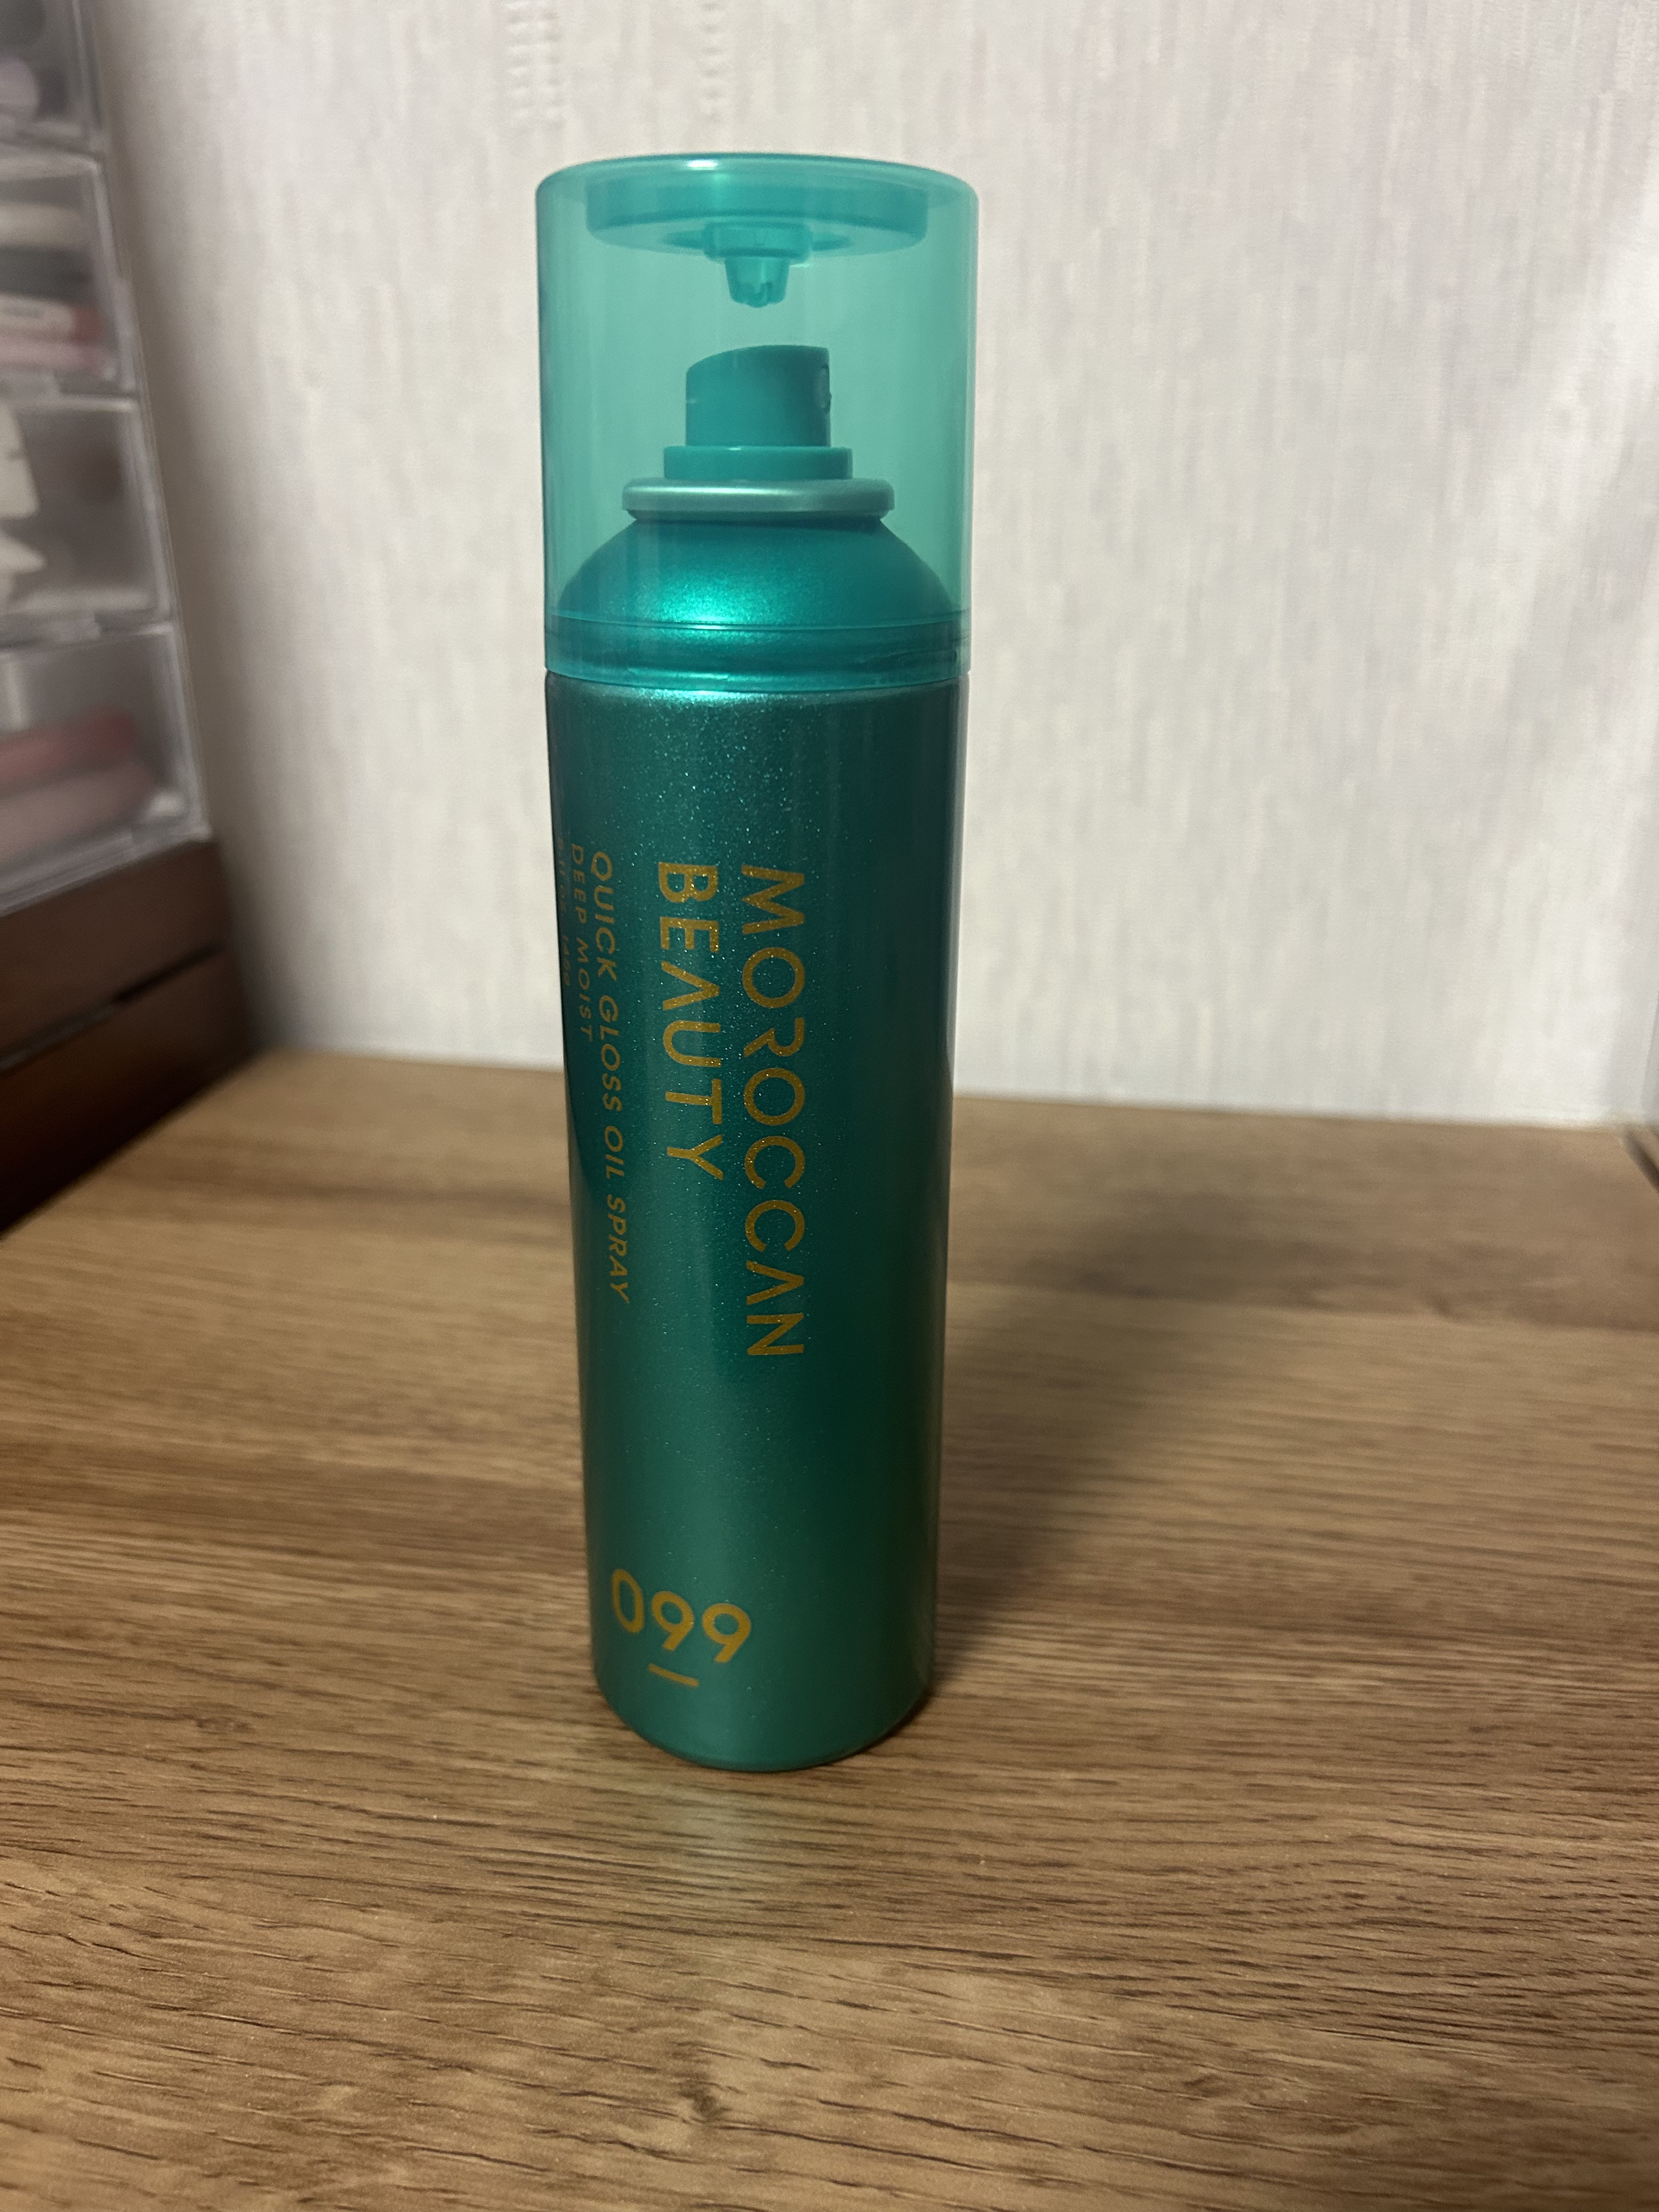 MOROCCAN
BEAUTY
QUICK GLOSS OIL SPRAY
DEEP MOIST
099